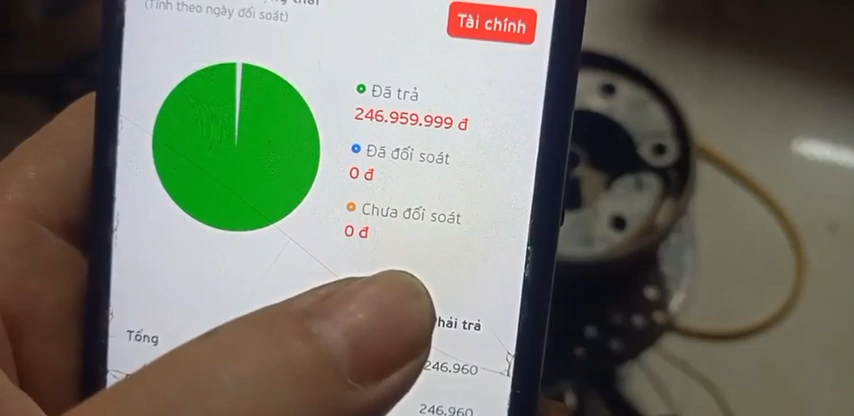 (Tính theo ngày đối soát)
Tài chính
Đã trả
246.959.999 đ
Đã đối soát
0 đ
Chưa đối soát
0 đ
Tổng
hải trả
246.960
246.960